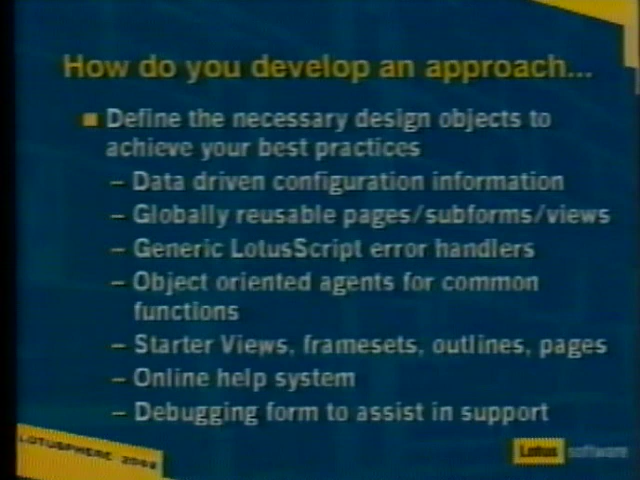 How do you develop an approach...
Define the necessary design objects to
achieve your best practices
– Data driven configuration information
– Globally reusable pages/subforms/views
– Generic LotusScript error handlers
– Object oriented agents for common
functions
– Starter Views, framesets, outlines, pages
– Online help system
– Debugging form to assist in support
LOTUSPHERE
Lotus software